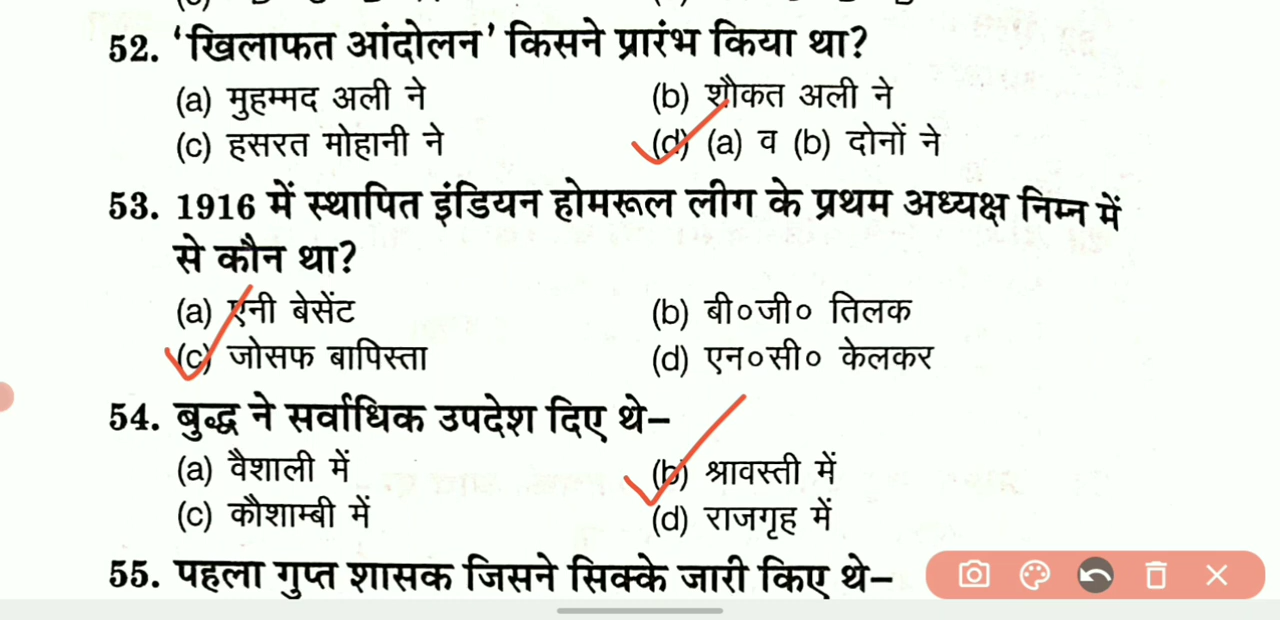 52. ‘खिलाफत आंदोलन’ किसने प्रारंभ किया था?
(a) मुहम्मद अली ने (b) शौकत अली ने
(c) हसरत मोहानी ने (d) (a) व (b) दोनों ने
53. 1916 में स्थापित इंडियन होमरूल लीग के प्रथम अध्यक्ष निम्न में
से कौन था?
(a) एनी बेसेंट (b) बी०जी० तिलक
(c) जोसफ बापिस्ता (d) एन०सी० केलकर
54. बुद्ध ने सर्वाधिक उपदेश दिए थे–
(a) वैशाली में (b) श्रावस्ती में
(c) कौशाम्बी में (d) राजगृह में
55. पहला गुप्त शासक जिसने सिक्के जारी किए थे–